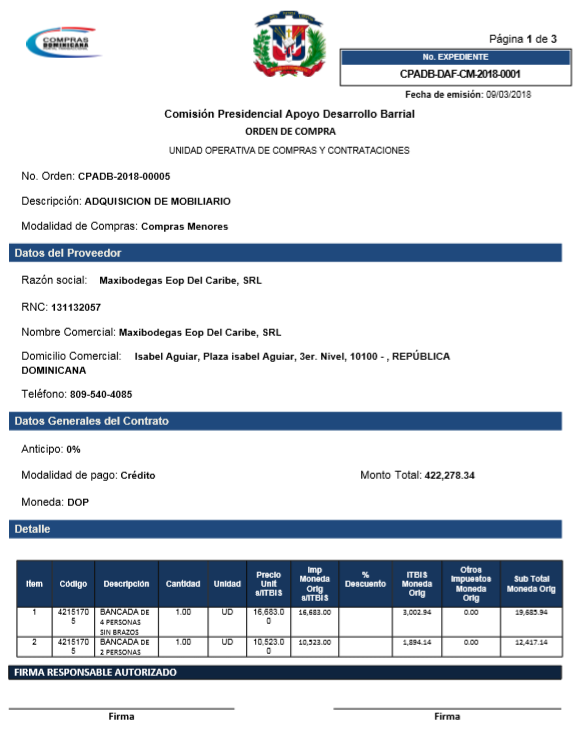 COMPRAS
DOMINICANA
Página 1 de 3
No. EXPEDIENTE
CPADB-DAF-CM-2018-0001
Fecha de emisión: 09/03/2018
Comisión Presidencial Apoyo Desarrollo Barrial
ORDEN DE COMPRA
UNIDAD OPERATIVA DE COMPRAS Y CONTRATACIONES
No. Orden: CPADB-2018-00005
Descripción: ADQUISICION DE MOBILIARIO
Modalidad de Compras: Compras Menores
Datos del Proveedor
Razón social: Maxibodegas Eop Del Caribe, SRL
RNC: 131132057
Nombre Comercial: Maxibodegas Eop Del Caribe, SRL
Domicilio Comercial: Isabel Aguiar, Plaza isabel Aguiar, 3er. Nivel, 10100 - , REPÚBLICA
DOMINICANA
Teléfono: 809-540-4085
Datos Generales del Contrato
Anticipo: 0%
Modalidad de pago: Crédito Monto Total: 422,278.34
Moneda: DOP
Detalle
Item Código Descripción Cantidad Unidad Precio Unit s/ITBIS Imp Moneda Orig s/ITBIS % Descuento ITBIS Moneda Orig Otros Impuestos Moneda Orig Sub Total Moneda Orig
1 42151705 BANCADA DE 4 PERSONAS SIN BRAZOS 1.00 UD 16,683.00 16,683.00 3,002.94 0.00 19,685.94
2 42151705 BANCADA DE 2 PERSONAS 1.00 UD 10,523.00 10,523.00 1,894.14 0.00 12,417.14
FIRMA RESPONSABLE AUTORIZADO
Firma Firma